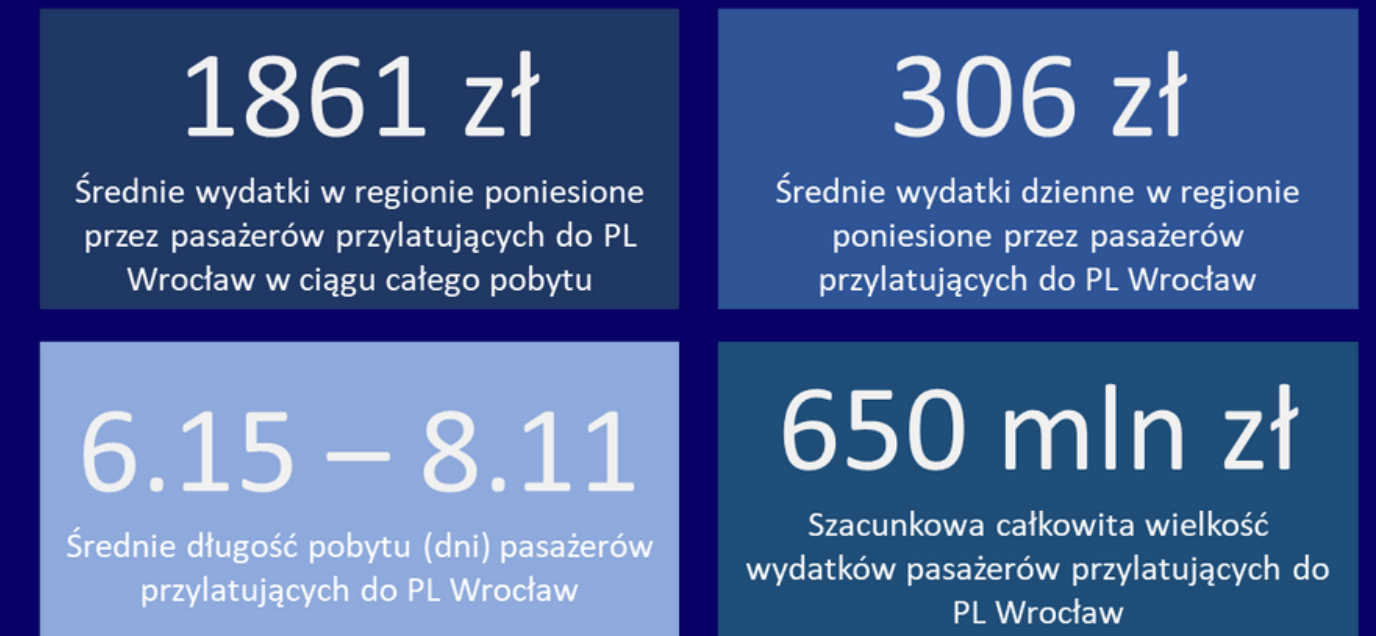 1861 zł
Średnie wydatki w regionie poniesione
przez pasażerów przylatujących do PL
Wrocław w ciągu całego pobytu
306 zł
Średnie wydatki dzienne w regionie
poniesione przez pasażerów
przylatujących do PL Wrocław
6.15 – 8.11
Średnie długość pobytu (dni) pasażerów
przylatujących do PL Wrocław
650 mln zł
Szacunkowa całkowita wielkość
wydatków pasażerów przylatujących do
PL Wrocław